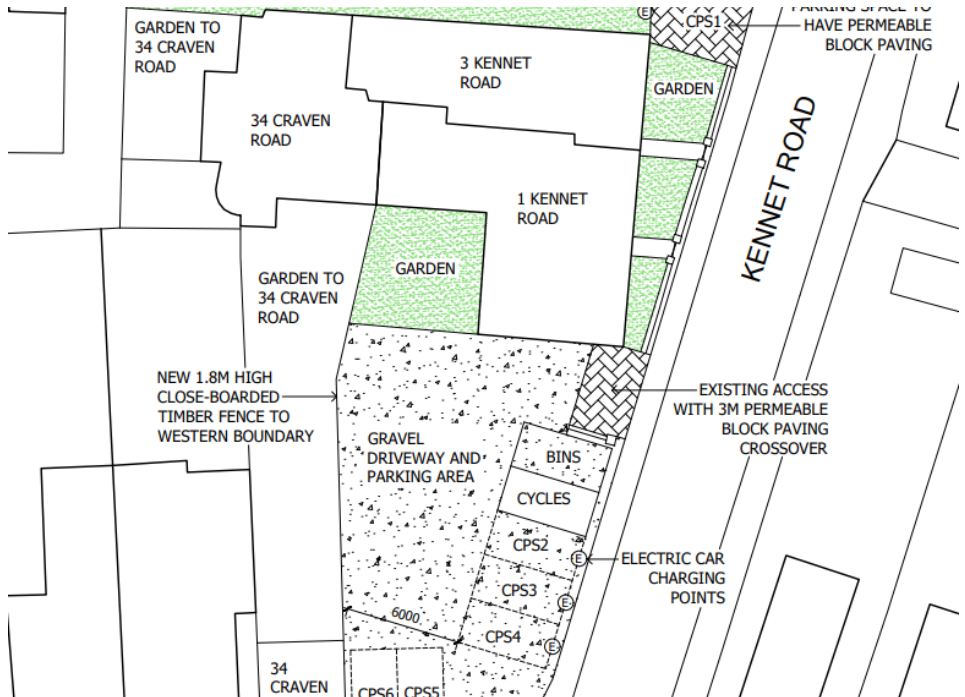 PARKING SPACE TO
HAVE PERMEABLE
BLOCK PAVING
CPS1
E
GARDEN TO
34 CRAVEN
ROAD
3 KENNET
ROAD
GARDEN
34 CRAVEN
ROAD
KENNET ROAD
1 KENNET
ROAD
GARDEN
GARDEN TO
34 CRAVEN
ROAD
NEW 1.8M HIGH
CLOSE-BOARDED
TIMBER FENCE TO
WESTERN BOUNDARY
EXISTING ACCESS
WITH 3M PERMEABLE
BLOCK PAVING
CROSSOVER
GRAVEL
DRIVEWAY AND
PARKING AREA
BINS
CYCLES
CPS2
E
ELECTRIC CAR
CHARGING
POINTS
CPS3
E
6000
CPS4
E
34
CRAVEN
CPS6
CPS5